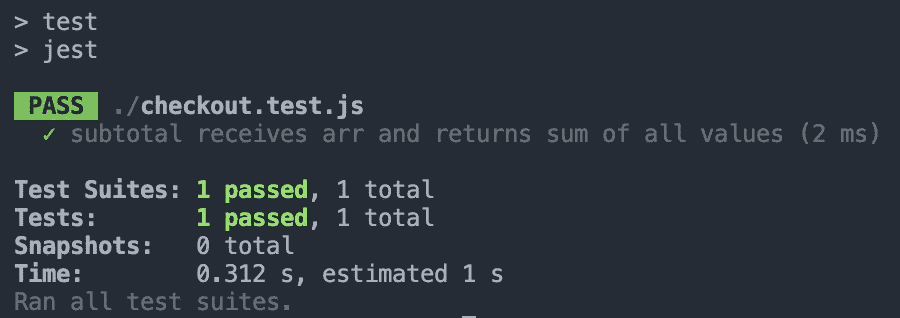 > test
> jest
PASS ./checkout.test.js
✓ subtotal receives arr and returns sum of all values (2 ms)
Test Suites: 1 passed, 1 total
Tests: 1 passed, 1 total
Snapshots: 0 total
Time: 0.312 s, estimated 1 s
Ran all test suites.